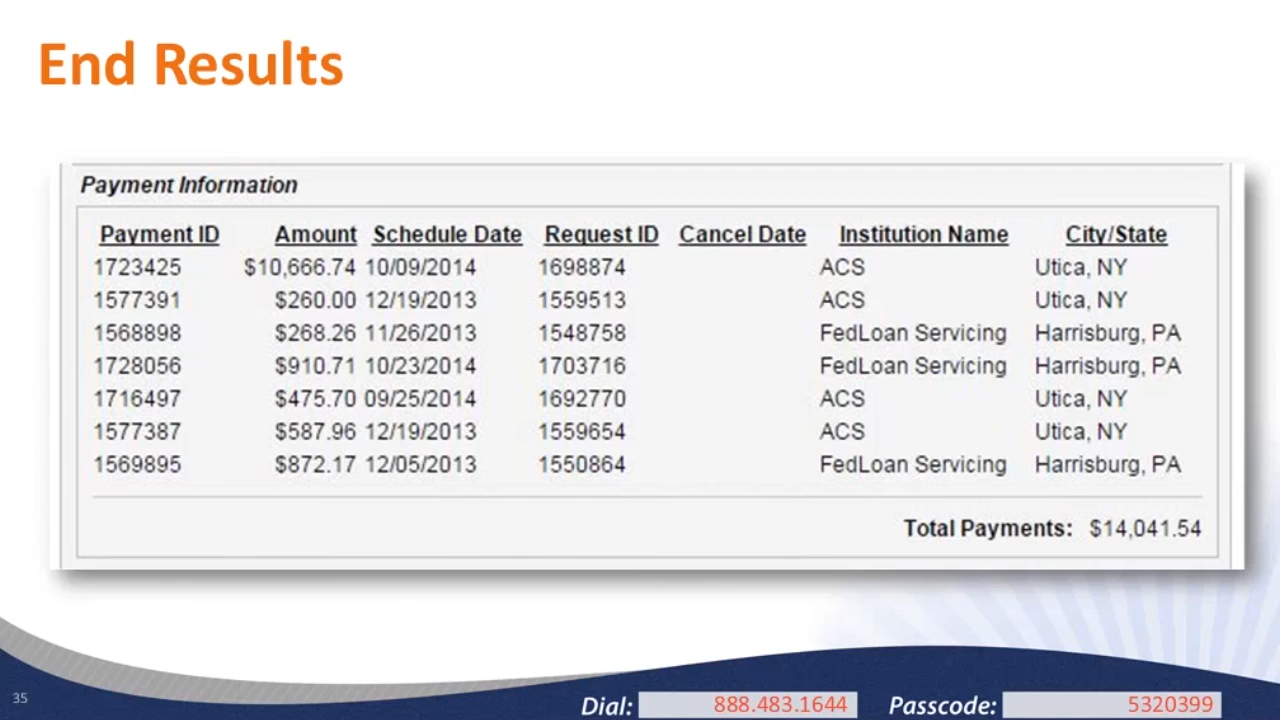 End Results
Payment Information
Payment ID Amount Schedule Date Request ID Cancel Date Institution Name City/State
1723425 $10,666.74 10/09/2014 1698874 ACS Utica, NY
1577391 $260.00 12/19/2013 1559513 ACS Utica, NY
1568898 $268.26 11/26/2013 1548758 FedLoan Servicing Harrisburg, PA
1728056 $910.71 10/23/2014 1703716 FedLoan Servicing Harrisburg, PA
1716497 $475.70 09/25/2014 1692770 ACS Utica, NY
1577387 $587.96 12/19/2013 1559654 ACS Utica, NY
1569895 $872.17 12/05/2013 1550864 FedLoan Servicing Harrisburg, PA
Total Payments: $14,041.54
35 Dial: 888.483.1644 Passcode: 5320399